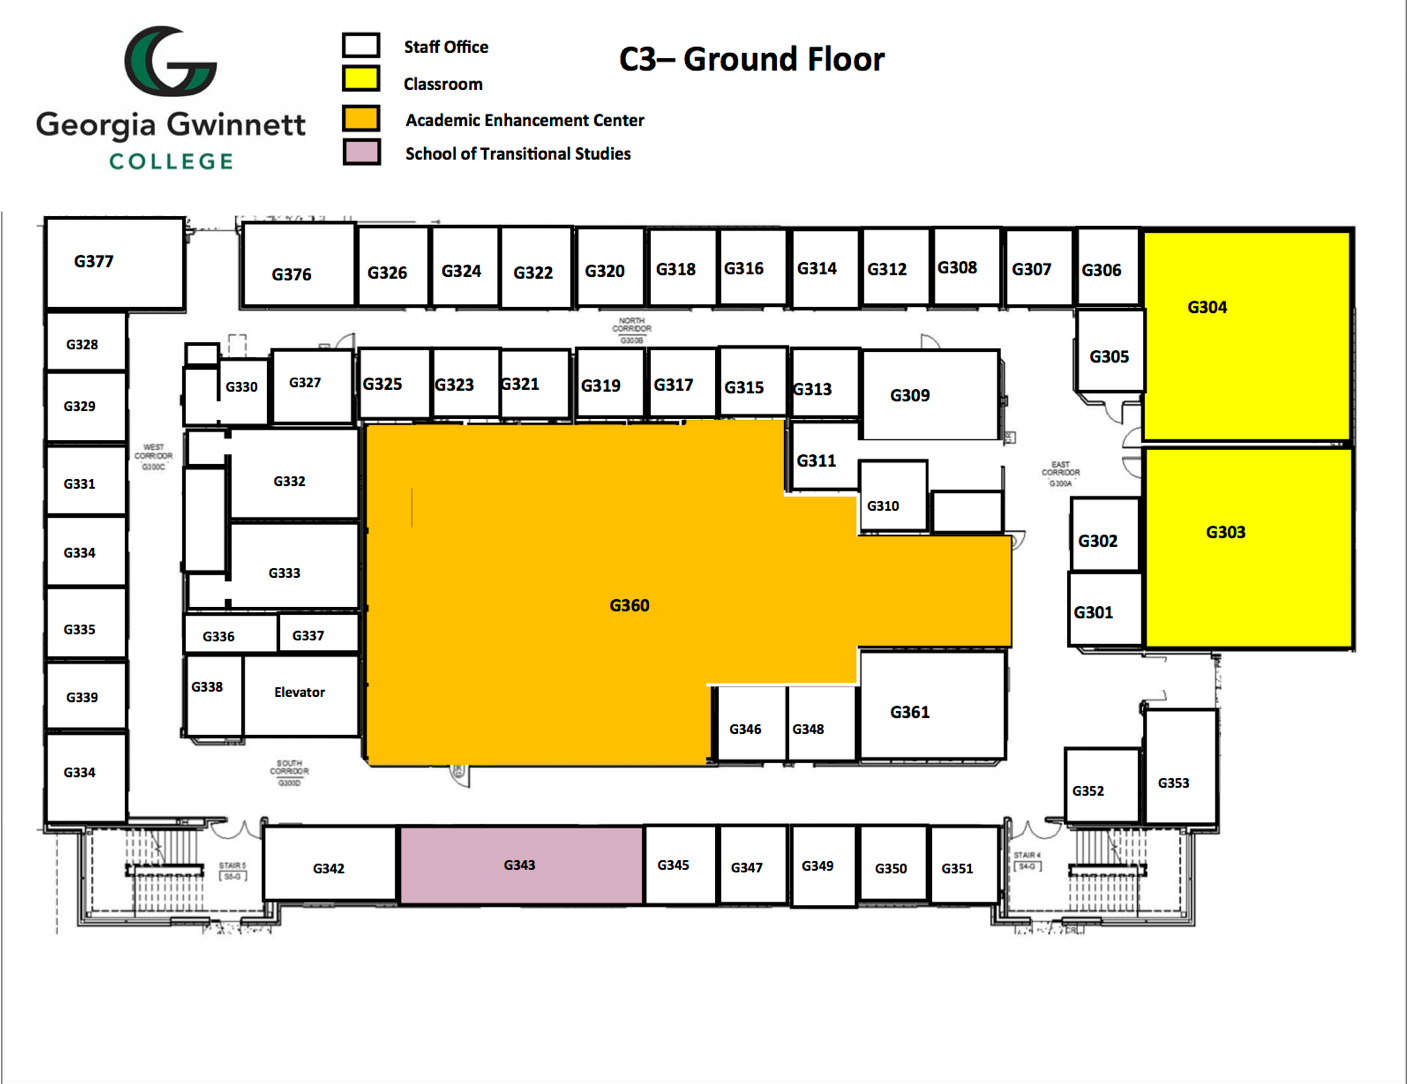 Georgia Gwinnett
COLLEGE
Staff Office
Classroom
Academic Enhancement Center
School of Transitional Studies
C3– Ground Floor
G377
G376
G326
G324
G322
G320
G318
G316
G314
G312
G308
G307
G306
G304
G305
NORTH
CORRIDOR
G300B
G328
G329
G330
G327
G325
G323
G321
G319
G317
G315
G313
G309
G311
G310
WEST
CORRIDOR
G300C
EAST
CORRIDOR
G300A
G331
G332
G334
G333
G335
G336
G337
G339
G338
Elevator
G334
G360
G302
G301
G303
G346
G348
G361
SOUTH
CORRIDOR
G300D
G352
G353
STAIR 5
S5-G
G342
G343
G345
G347
G349
G350
G351
STAIR 4
S4-G